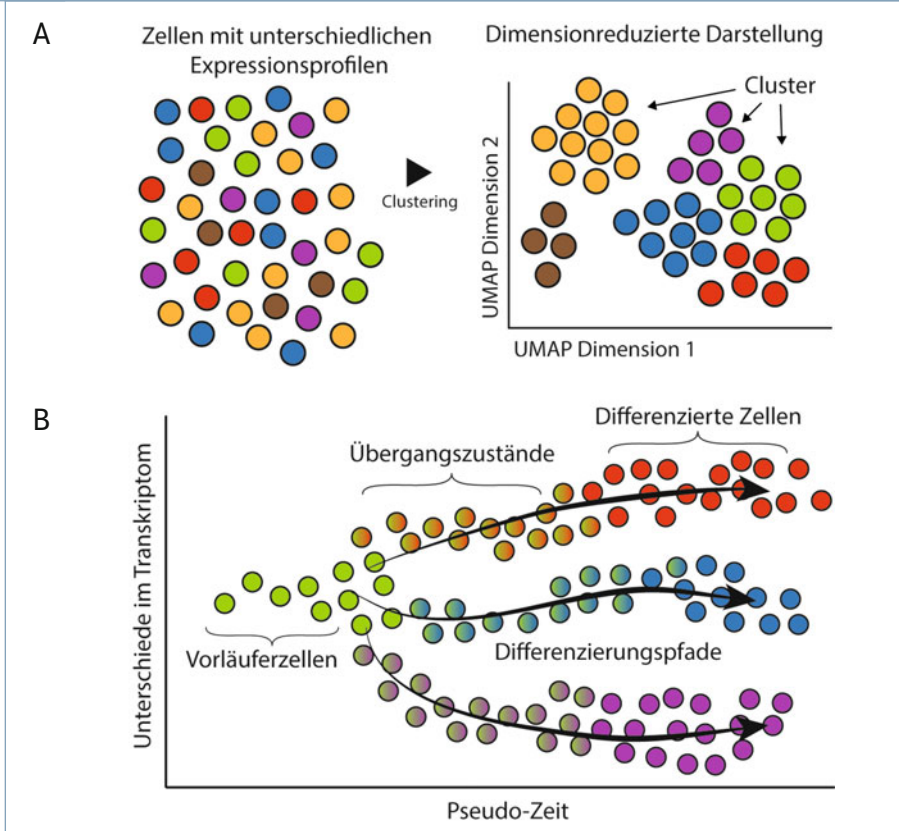 A
Zellen mit unterschiedlichen
Expressionsprofilen
Clustering
Dimensionreduzierte Darstellung
Cluster
UMAP Dimension 2
UMAP Dimension 1
B
Unterschiede im Transkriptom
Differenzierte Zellen
Übergangszustände
Vorläuferzellen
Differenzierungspfade
Pseudo-Zeit